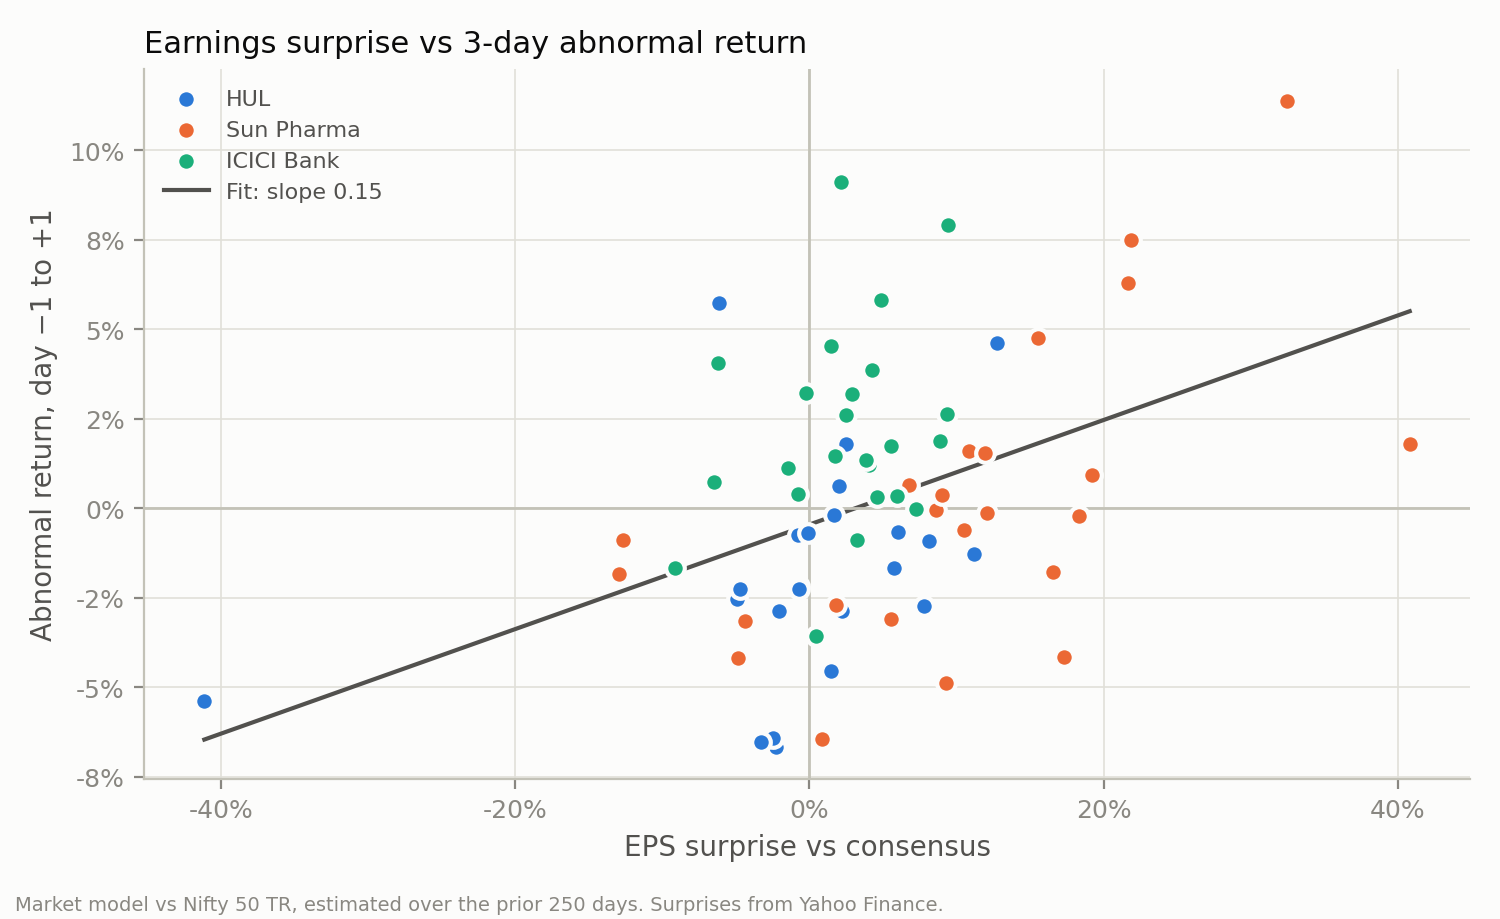 Earnings surprise vs 3-day abnormal return
HUL
Sun Pharma
ICICI Bank
Fit: slope 0.15
Abnormal return, day −1 to +1
10%
8%
5%
2%
0%
-2%
-5%
-8%
-40%
-20%
0%
20%
40%
EPS surprise vs consensus
Market model vs Nifty 50 TR, estimated over the prior 250 days. Surprises from Yahoo Finance.